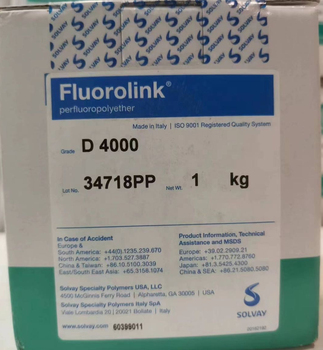 Fluorolink®
perfluoropolyether
Made in Italy | ISO 9001 Registered Quality System
Grade D 4000
Lot No. 34718PP Net Wt. 1 kg
In Case of Accident
Europe &
South America: +44(0).1235.239.670
North America: +1.703.527.3887
China & Taiwan: +86.10.5100.3039
East/South East Asia: +65.3158.1074
Product Information, Technical
Assistance and MSDS
Europe: +39.02.2909.21
Americas: +1.770.772.8760
Japan: +81.3.5425.4300
China & SEA: +86.21.5080.5080
Solvay Specialty Polymers USA, LLC
4500 McGinnis Ferry Road | Alpharetta, GA 30005 | USA
Solvay Specialty Polymers Italy SpA
Viale Lombardia 20 | 20021 Bollate | Italy
solvay.com 60399011
SOLVAY